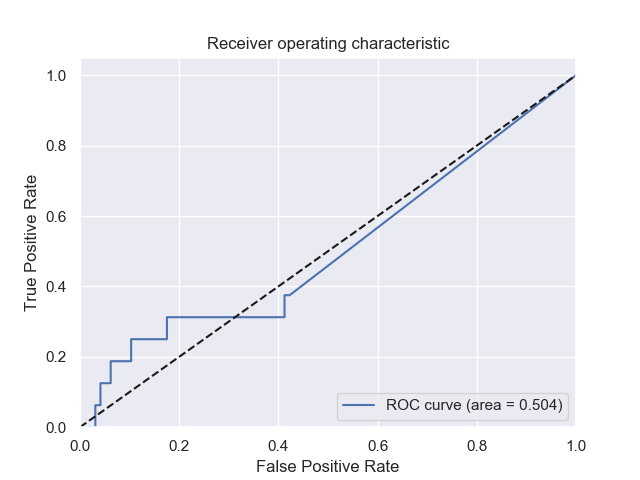 Receiver operating characteristic
1.0
0.8
0.6
0.4
0.2
0.0
True Positive Rate
ROC curve (area = 0.504)
0.0 0.2 0.4 0.6 0.8 1.0
False Positive Rate